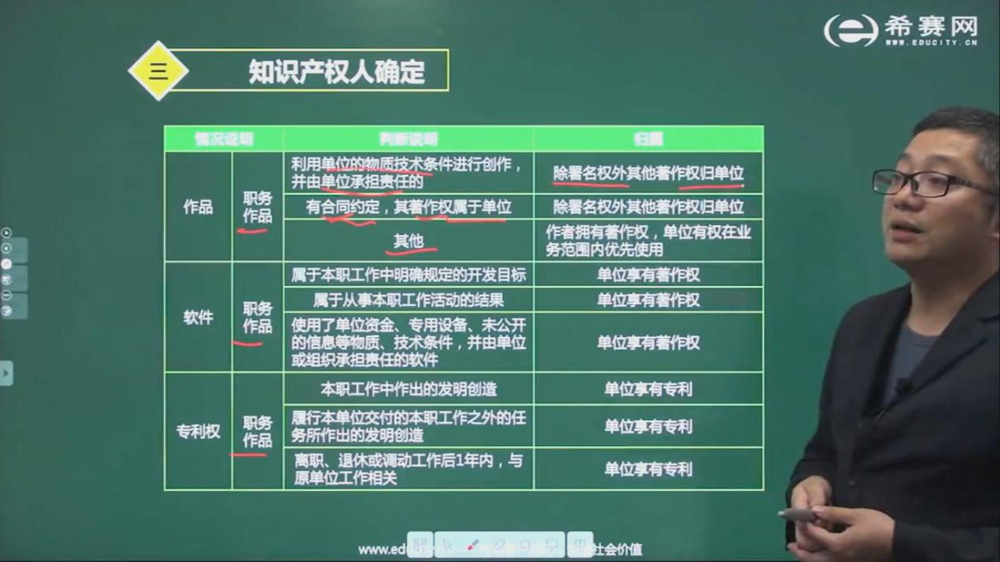 希赛网
WWW.EDUCITY.CN
三
知识产权人确定
情况说明
判断说明
归属
作品
职务
作品
利用单位的物质技术条件进行创作，
并由单位承担责任的
除署名权外其他著作权归单位
有合同约定，其著作权属于单位
除署名权外其他著作权归单位
其他
作者拥有著作权，单位有权在业
务范围内优先使用
软件
职务
作品
属于本职工作中明确规定的开发目标
单位享有著作权
属于从事本职工作活动的结果
单位享有著作权
使用了单位资金、专用设备、未公开
的信息等物质、技术条件，并由单位
或组织承担责任的软件
单位享有著作权
专利权
职务
作品
本职工作中作出的发明创造
单位享有专利
履行本单位交付的本职工作之外的任
务所作出的发明创造
单位享有专利
离职、退休或调动工作后1年内，与
原单位工作相关
单位享有专利
社会价值